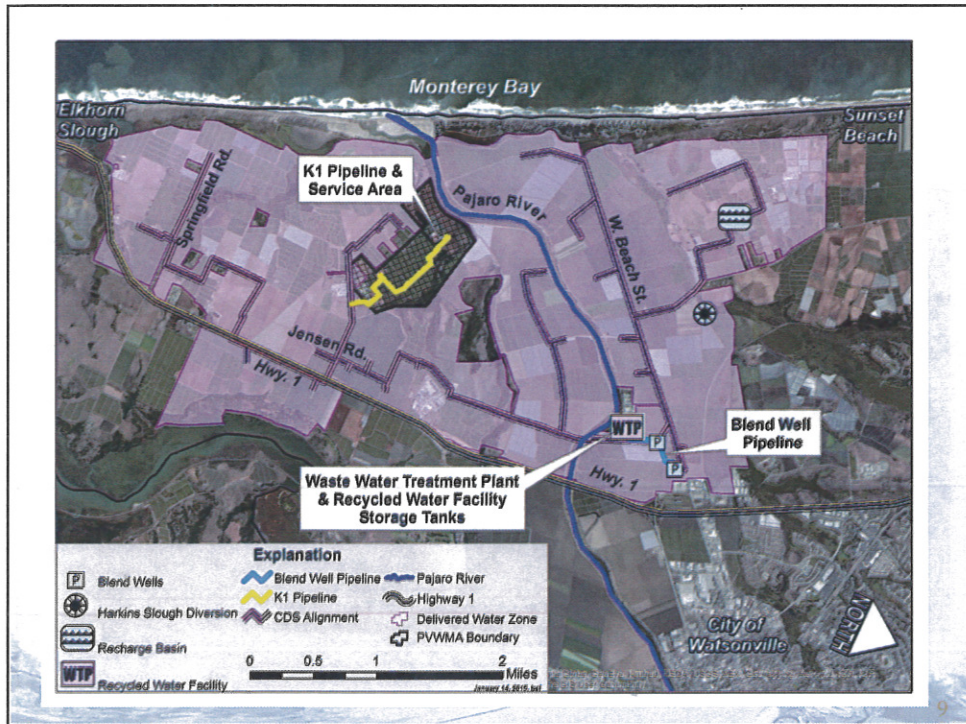 Monterey Bay
Elkhorn
Slough
Sunset
Beach
K1 Pipeline &
Service Area
Springfield Rd.
Pajaro River
W. Beach St.
Jensen Rd.
Hwy. 1
WTP
P
P
Blend Well
Pipeline
Waste Water Treatment Plant
& Recycled Water Facility
Storage Tanks
Hwy. 1
City of
Watsonville
NORTH
Explanation
P Blend Wells
Harkins Slough Diversion
Recharge Basin
WTP Recycled Water Facility
Blend Well Pipeline
K1 Pipeline
CDS Alignment
Pajaro River
Highway 1
Delivered Water Zone
PVWMA Boundary
0 0.5 1 2
Miles
January 14, 2015,
9